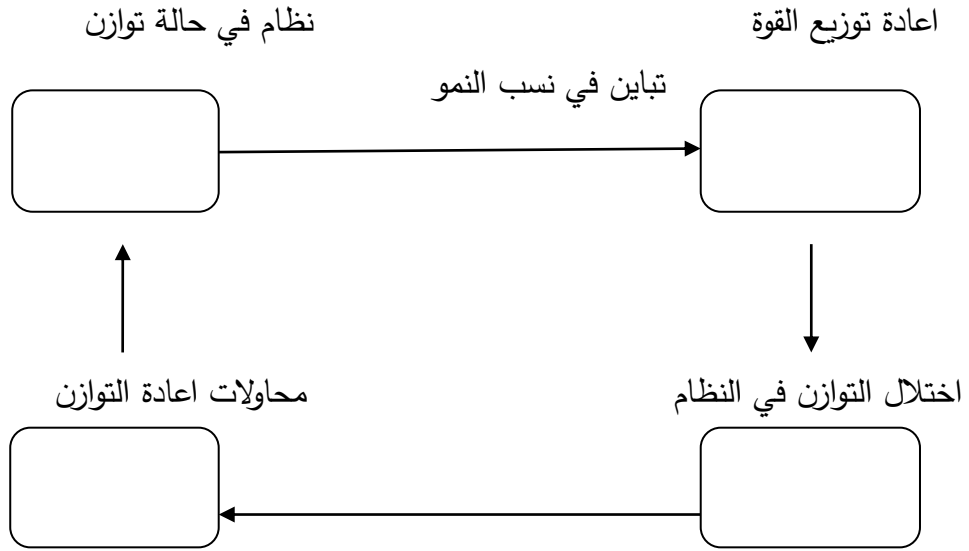 اعادة توزيع القوة
نظام في حالة توازن
تباين في نسب النمو
اختلال التوازن في النظام
محاولات اعادة التوازن